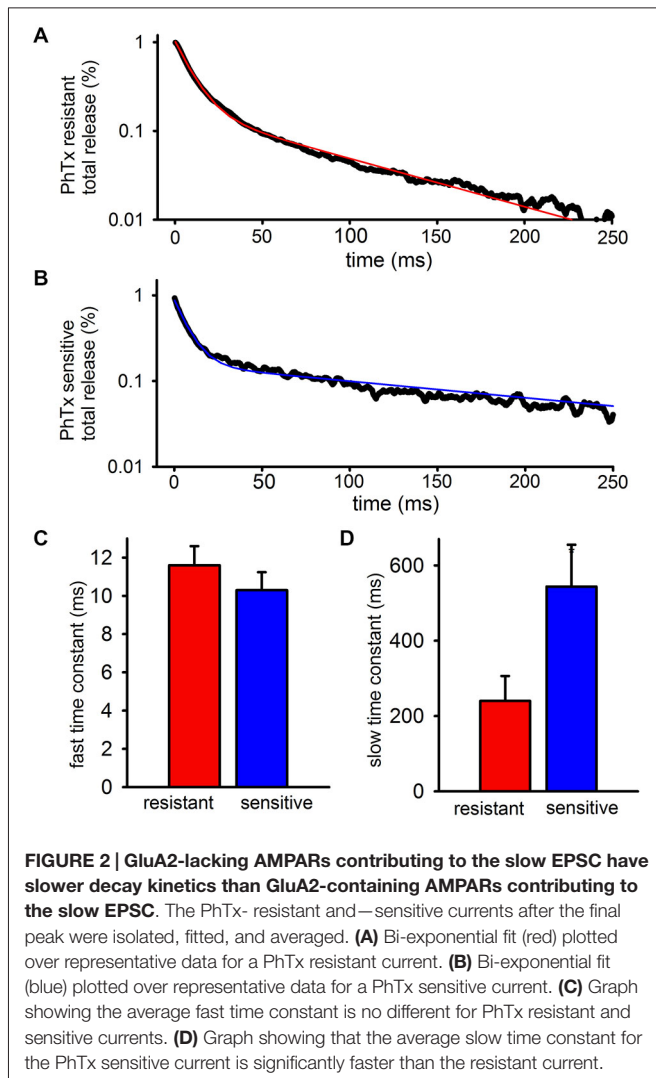 A
PhTx resistant
total release (%)
1
0.1
0.01
0
50
100
150
200
250
time (ms)
B
PhTx sensitive
total release (%)
1
0.1
0.01
0
50
100
150
200
250
time (ms)
C
fast time constant (ms)
12
10
8
6
4
2
0
resistant
sensitive
D
slow time constant (ms)
600
400
200
0
*
resistant
sensitive
FIGURE 2 | GluA2-lacking AMPARs contributing to the slow EPSC have
slower decay kinetics than GluA2-containing AMPARs contributing to
the slow EPSC. The PhTx- resistant and—sensitive currents after the final
peak were isolated, fitted, and averaged. (A) Bi-exponential fit (red) plotted
over representative data for a PhTx resistant current. (B) Bi-exponential fit
(blue) plotted over representative data for a PhTx sensitive current. (C) Graph
showing the average fast time constant is no different for PhTx resistant and
sensitive currents. (D) Graph showing that the average slow time constant for
the PhTx sensitive current is significantly faster than the resistant current.